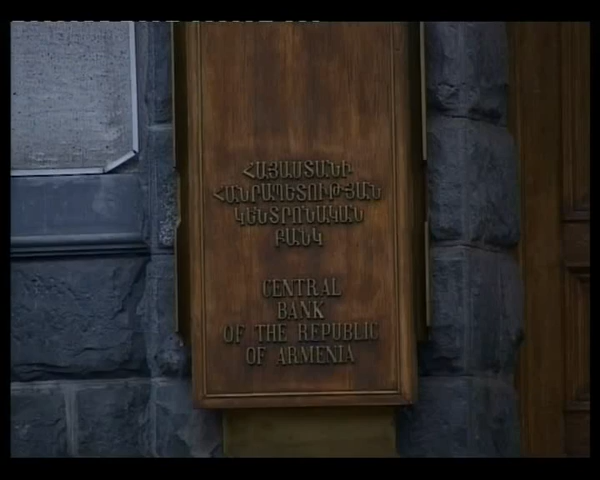 ՀԱՅԱՍՏԱՆԻ
ՀԱՆՐԱՊԵՏՈՒԹՅԱՆ
ԿԵՆՏՐՈՆԱԿԱՆ
ԲԱՆԿ
CENTRAL
BANK
OF THE REPUBLIC
OF ARMENIA